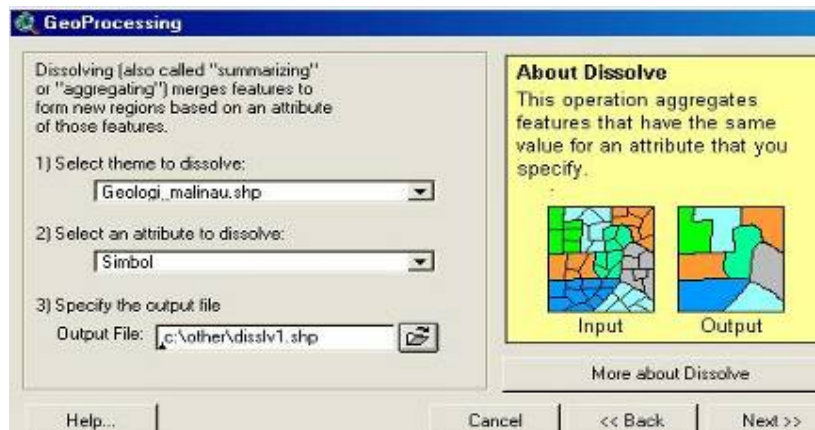 GeoProcessing
Dissolving (also called "summarizing"
or "aggregating") merges features to
form new regions based on an attribute
of those features.
1) Select theme to dissolve:
Geologi_malinau.shp
2) Select an attribute to dissolve:
Simbol
3) Specify the output file
Output File: c:\other\disslv1.shp
About Dissolve
This operation aggregates
features that have the same
value for an attribute that you
specify.
Input Output
More about Dissolve
Help... Cancel << Back Next >>